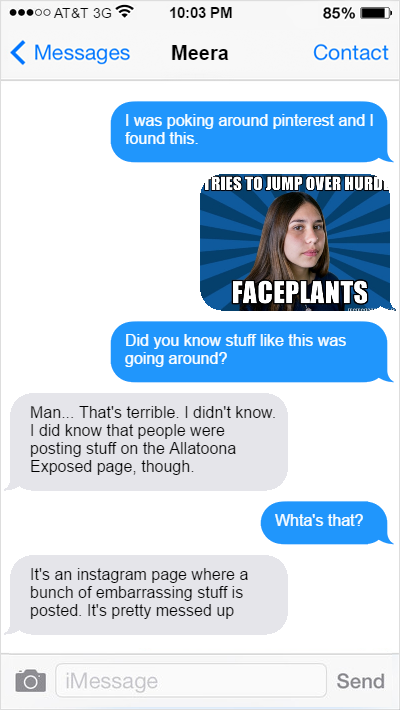 AT&T 3G 10:03 PM 85%
Messages Meera Contact
I was poking around pinterest and I
found this.
TRIES TO JUMP OVER HURDL
FACEPLANTS
Did you know stuff like this was
going around?
Man... That's terrible. I didn't know.
I did know that people were
posting stuff on the Allatoona
Exposed page, though.
Whta's that?
It's an instagram page where a
bunch of embarrassing stuff is
posted. It's pretty messed up
iMessage Send